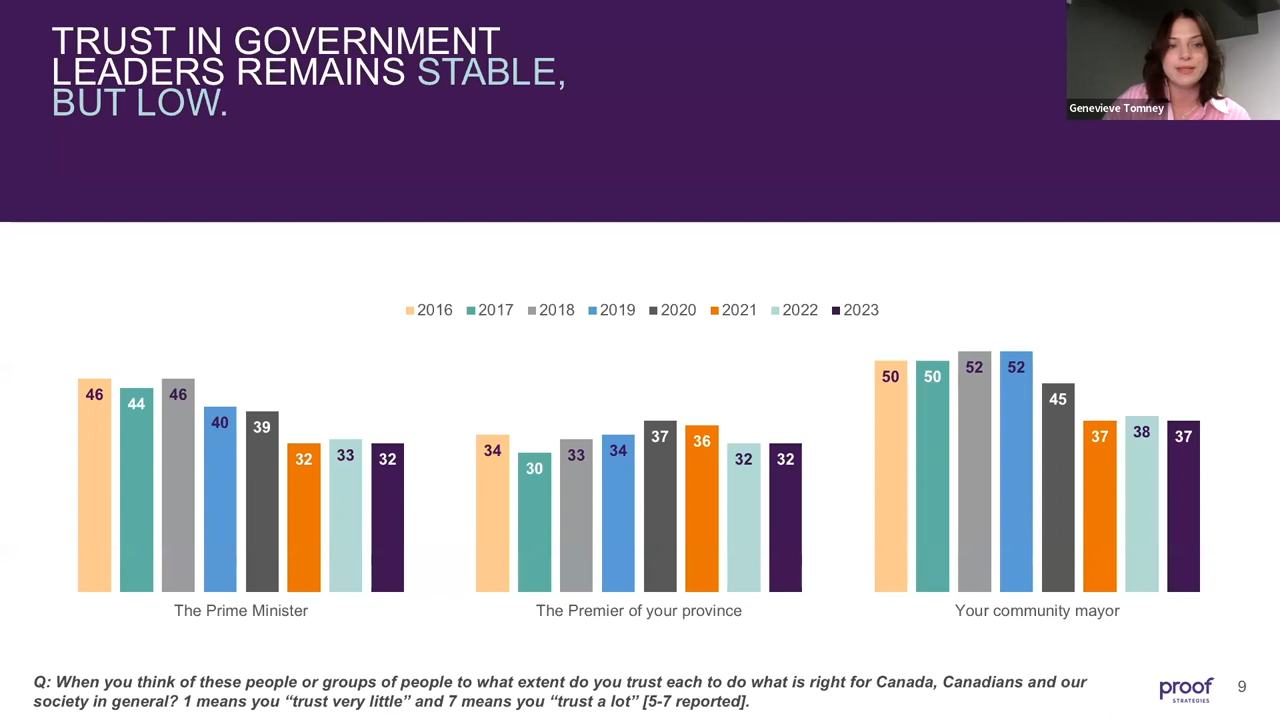 TRUST IN GOVERNMENT
LEADERS REMAINS STABLE,
BUT LOW.
Genevieve Tomney
2016 2017 2018 2019 2020 2021 2022 2023
46 44 46 40 39 32 33 32
34 30 33 34 37 36 32 32
50 50 52 52 45 37 38 37
The Prime Minister
The Premier of your province
Your community mayor
Q: When you think of these people or groups of people to what extent do you trust each to do what is right for Canada, Canadians and our
society in general? 1 means you “trust very little” and 7 means you “trust a lot” [5-7 reported].
proof
STRATEGIES
9